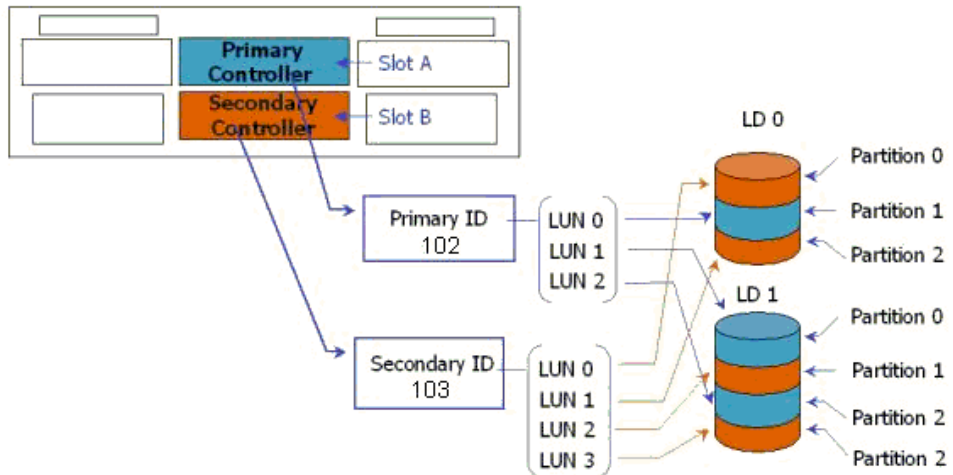 Primary
Controller
Slot A
Secondary
Controller
Slot B
LD 0
Partition 0
Partition 1
Partition 2
Primary ID
102
LUN 0
LUN 1
LUN 2
LD 1
Partition 0
Partition 1
Partition 2
Partition 2
Secondary ID
103
LUN 0
LUN 1
LUN 2
LUN 3